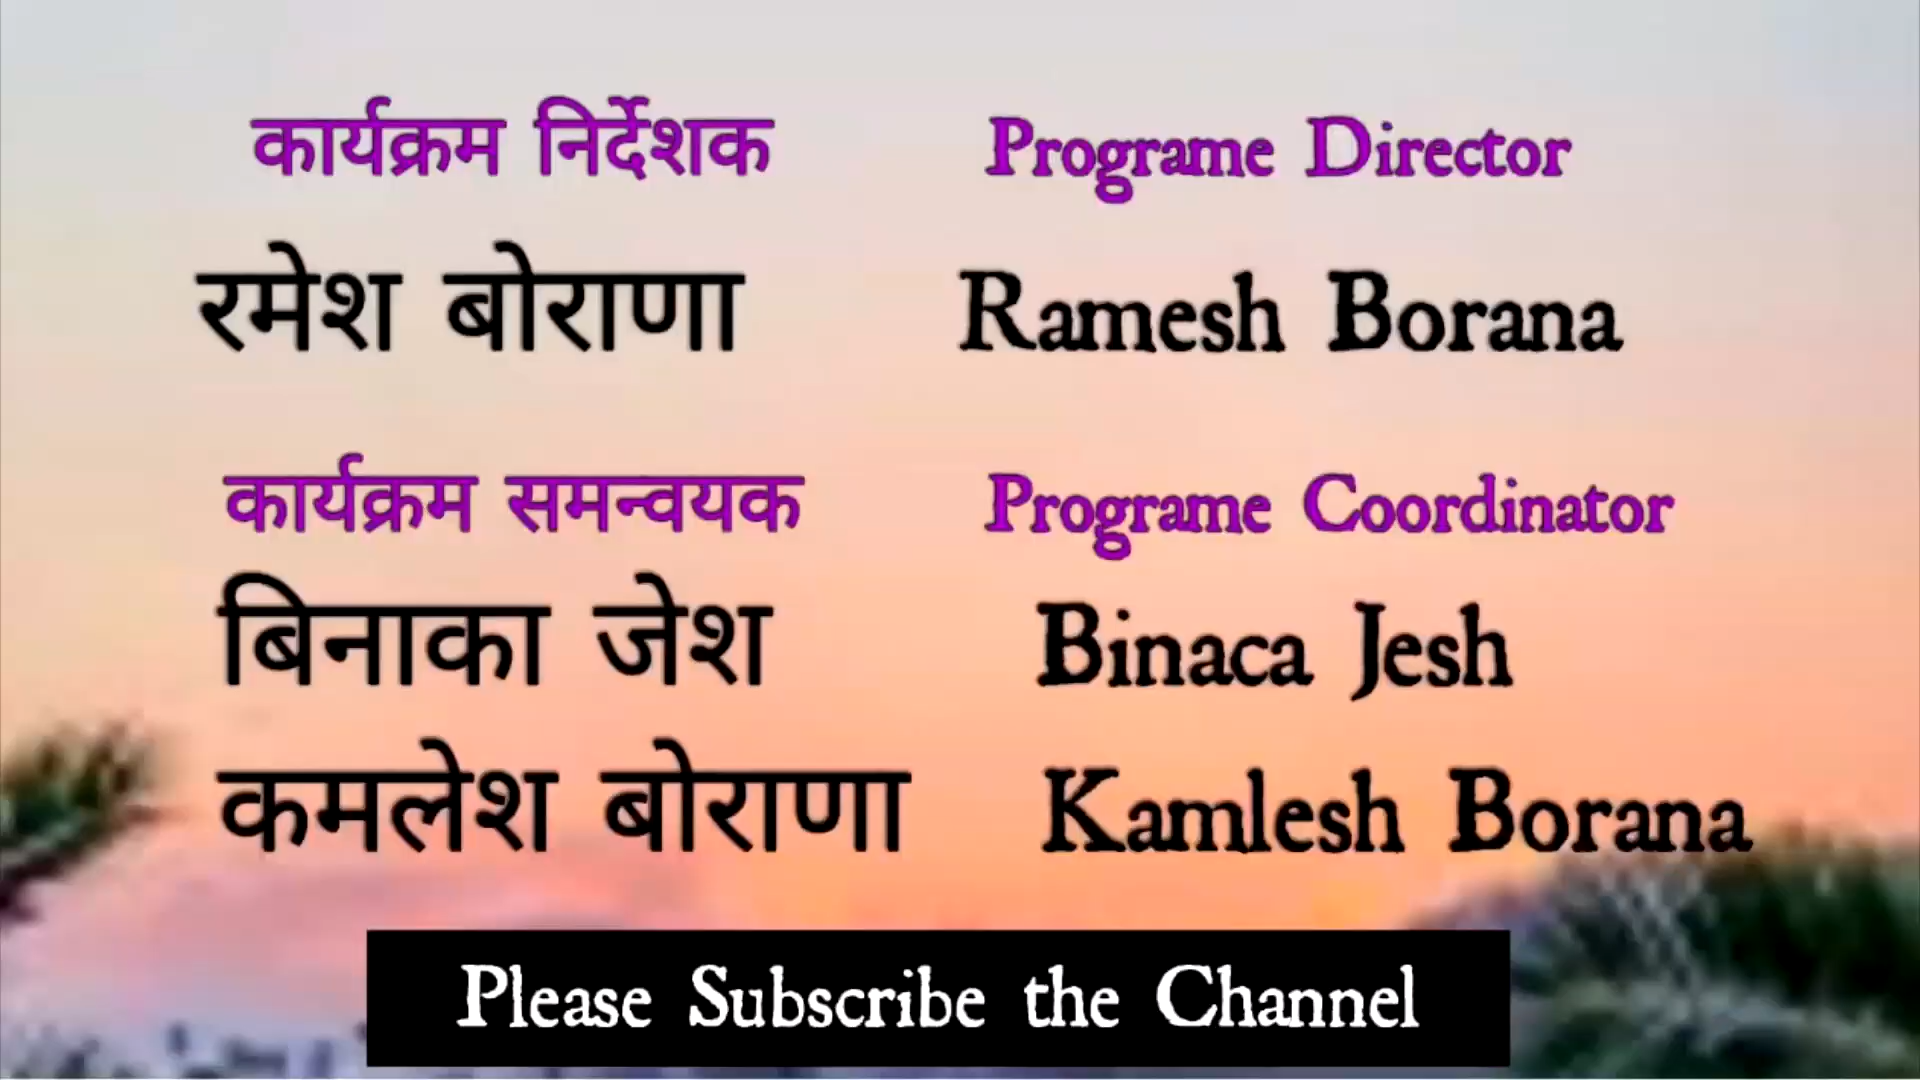 कार्यक्रम निर्देशक Programe Director
रमेश बोराणा Ramesh Borana
कार्यक्रम समन्वयक Programe Coordinator
बिनाका जेश Binaca Jesh
कमलेश बोराणा Kamlesh Borana
Please Subscribe the Channel